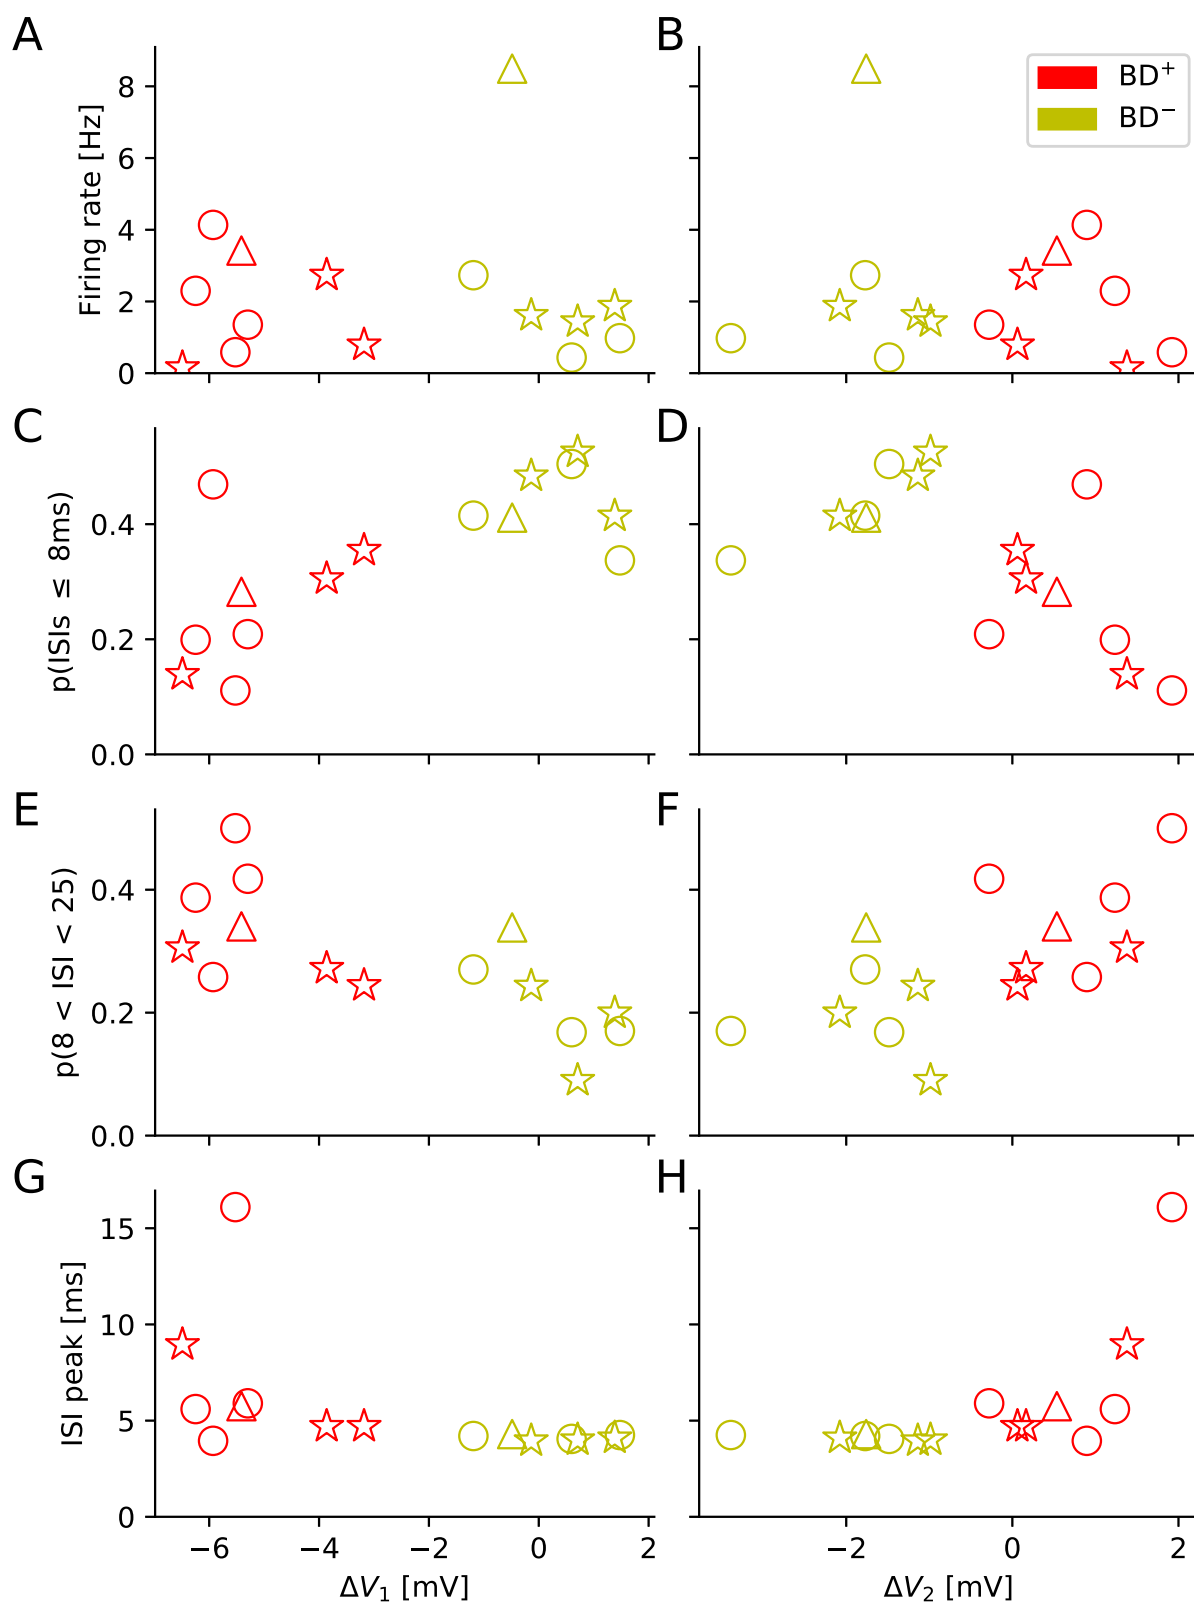 A
B
8
6
4
2
0
Firing rate [Hz]
BD⁺
BD⁻
C
D
0.4
0.2
0.0
p(ISIs ≤ 8ms)
E
F
0.4
0.2
0.0
p(8 < ISI < 25)
G
H
15
10
5
0
ISI peak [ms]
−6 −4 −2 0 2
−2 0 2
ΔV₁ [mV]
ΔV₂ [mV]